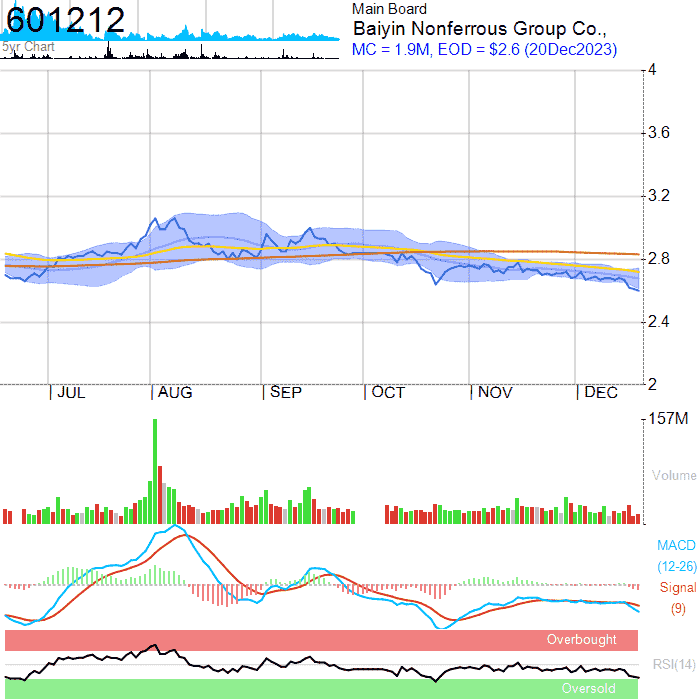 601212
5yr Chart
Main Board
Baiyin Nonferrous Group Co.,
MC = 1.9M, EOD = $2.6 (20Dec2023)
4
3.6
3.2
2.8
2.4
2
JUL AUG SEP OCT NOV DEC
157M
Volume
MACD
(12-26)
Signal
(9)
Overbought
RSI(14)
Oversold